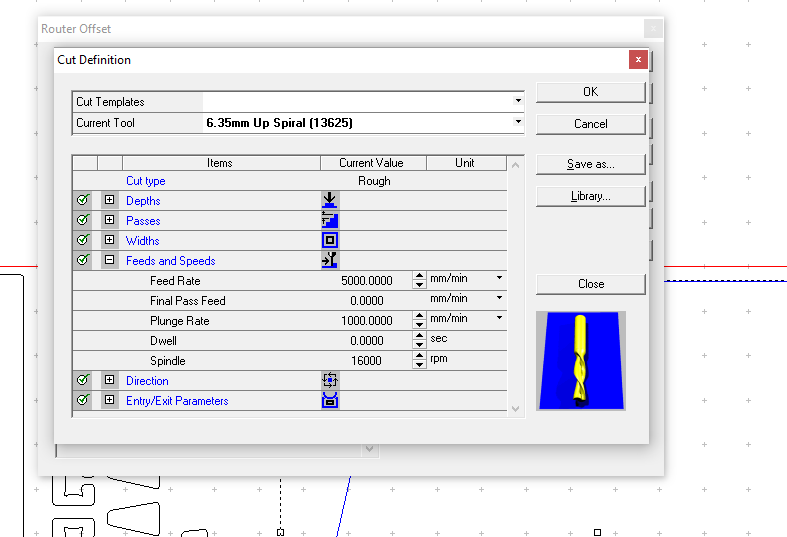 Router Offset
x
Cut Definition
x
Cut Templates
Current Tool 6.35mm Up Spiral (13625)
OK
Cancel
Save as...
Library...
Close
Items Current Value Unit
Cut type Rough
Depths
Passes
Widths
Feeds and Speeds
Feed Rate 5000.0000 mm/min
Final Pass Feed 0.0000 mm/min
Plunge Rate 1000.0000 mm/min
Dwell 0.0000 sec
Spindle 16000 rpm
Direction
Entry/Exit Parameters